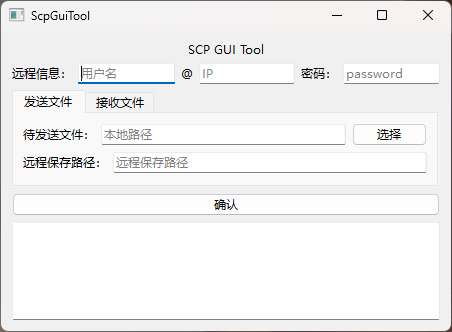 ScpGuiTool
SCP GUI Tool
远程信息： 用户名 @ IP 密码： password
发送文件 接收文件
待发送文件： 本地路径 选择
远程保存路径： 远程保存路径
确认